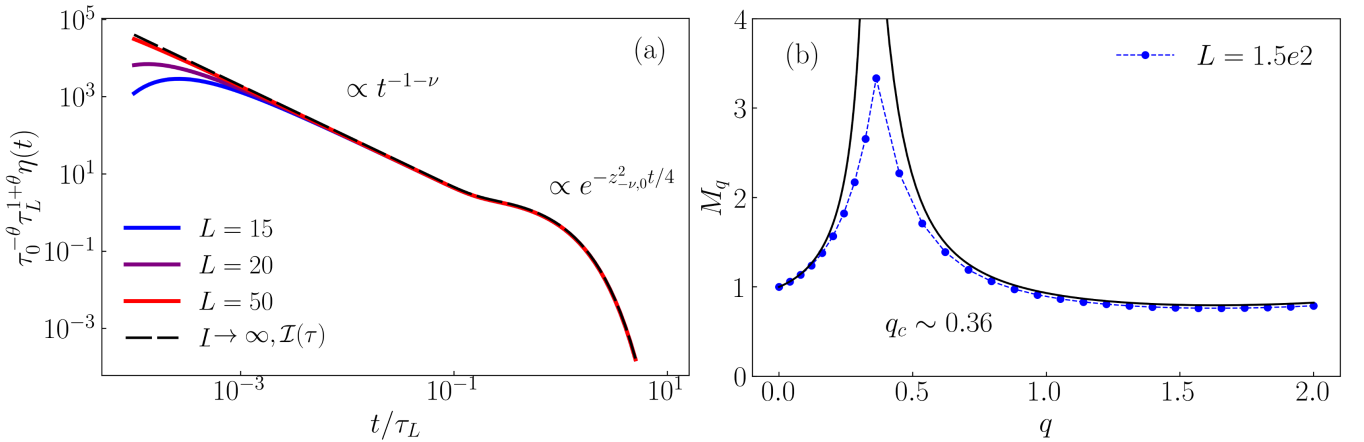 (a)
∝ t^{-1-ν}
∝ e^{-z²_{-ν,0}t/4}
τ_0^{-θ}τ_L^{1+θ}η(t)
10^5
10^3
10^1
10^{-1}
10^{-3}
L = 15
L = 20
L = 50
L → ∞, I(τ)
10^{-3}
10^{-1}
10^1
t/τ_L
(b)
L = 1.5e2
M_q
4
3
2
1
0
q_c ∼ 0.36
0.0
0.5
1.0
1.5
2.0
q